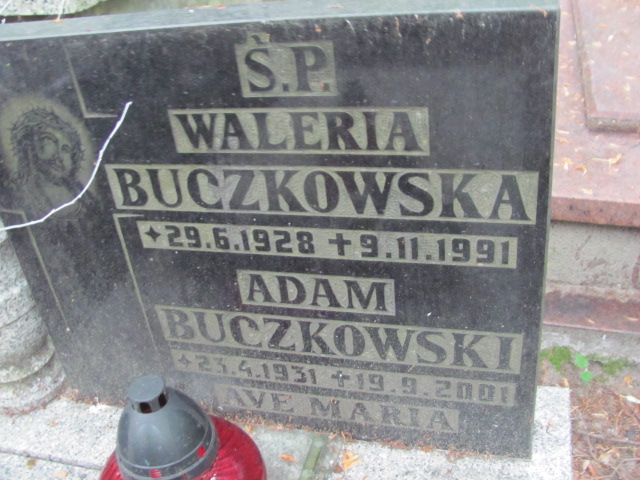 Ś.P.
WALERIA
BUCZKOWSKA
✦29.6.1928 ✝9.11.1991
ADAM
BUCZKOWSKI
✦23.4.1931 ✝19.9.2001
AVE MARIA